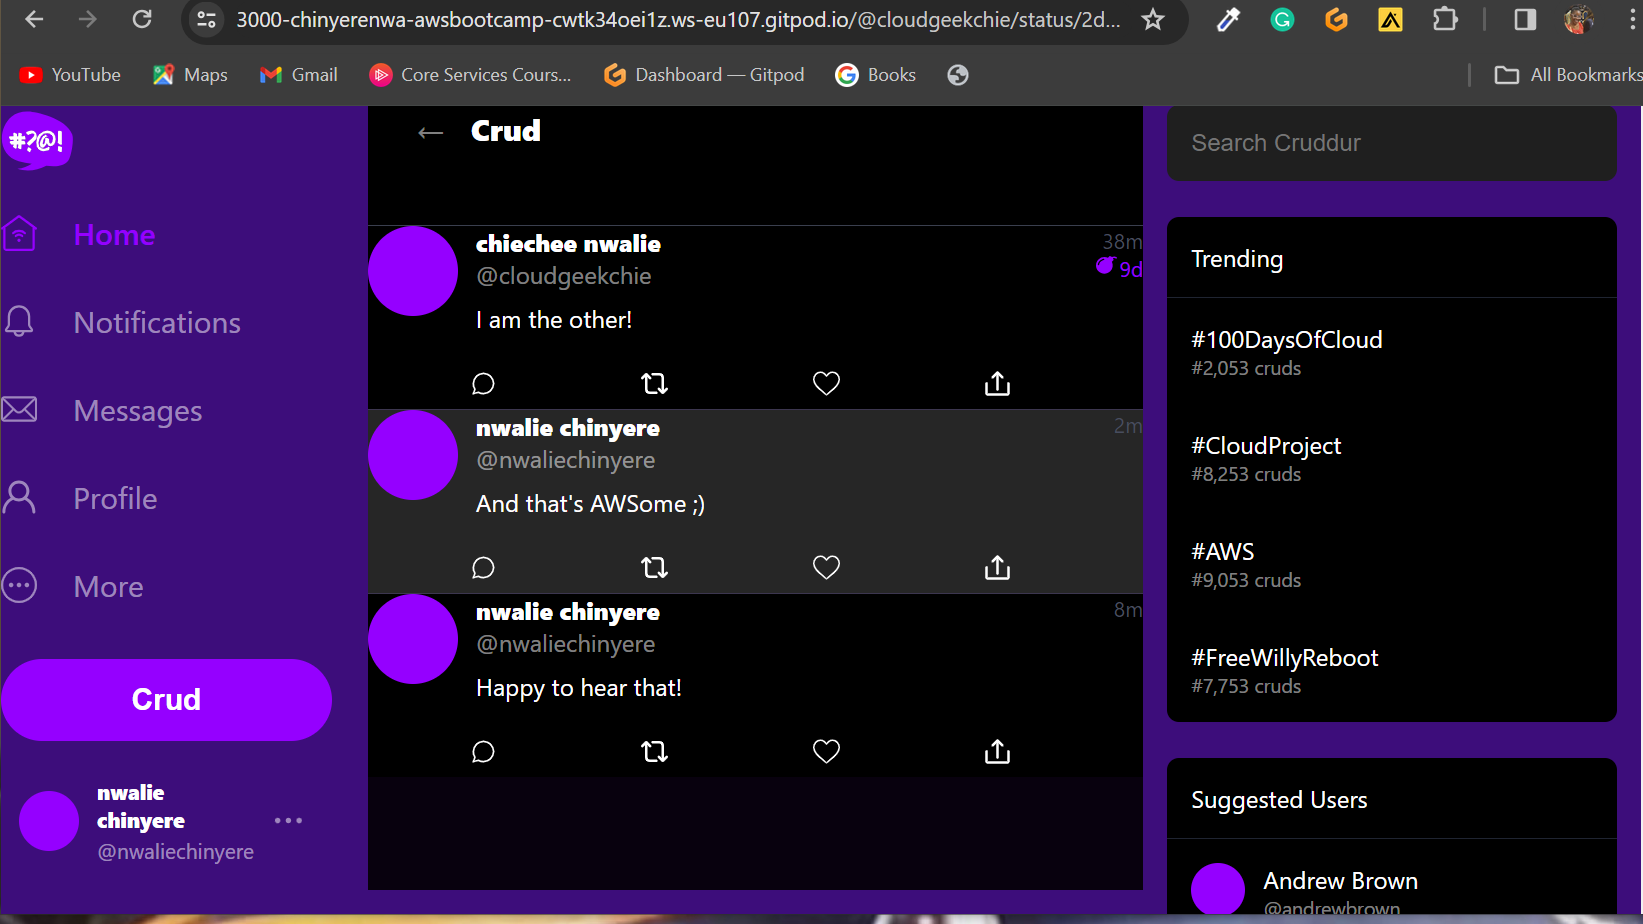 3000-chinyerenwa-awsbootcamp-cwtk34oei1z.ws-eu107.gitpod.io/@cloudgeekchie/status/2d...
YouTube
Maps
Gmail
Core Services Cours...
Dashboard — Gitpod
Books
All Bookmarks
#?@!
Home
Notifications
Messages
Profile
More
Crud
nwalie
chinyere
@nwaliechinyere
← Crud
chiechee nwalie 38m
@cloudgeekchie 9d
I am the other!
nwalie chinyere 2m
@nwaliechinyere
And that's AWSome ;)
nwalie chinyere 8m
@nwaliechinyere
Happy to hear that!
Search Cruddur
Trending
#100DaysOfCloud
#2,053 cruds
#CloudProject
#8,253 cruds
#AWS
#9,053 cruds
#FreeWillyReboot
#7,753 cruds
Suggested Users
Andrew Brown
@andrewbrown